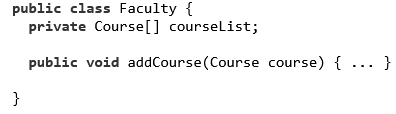 public class Faculty {
private Course[] courseList;
public void addCourse(Course course) { ... }
}